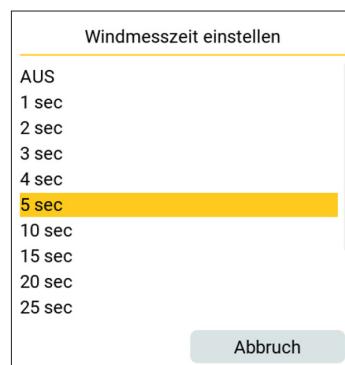 Windmesszeit einstellen
AUS
1 sec
2 sec
3 sec
4 sec
5 sec
10 sec
15 sec
20 sec
25 sec
Abbruch